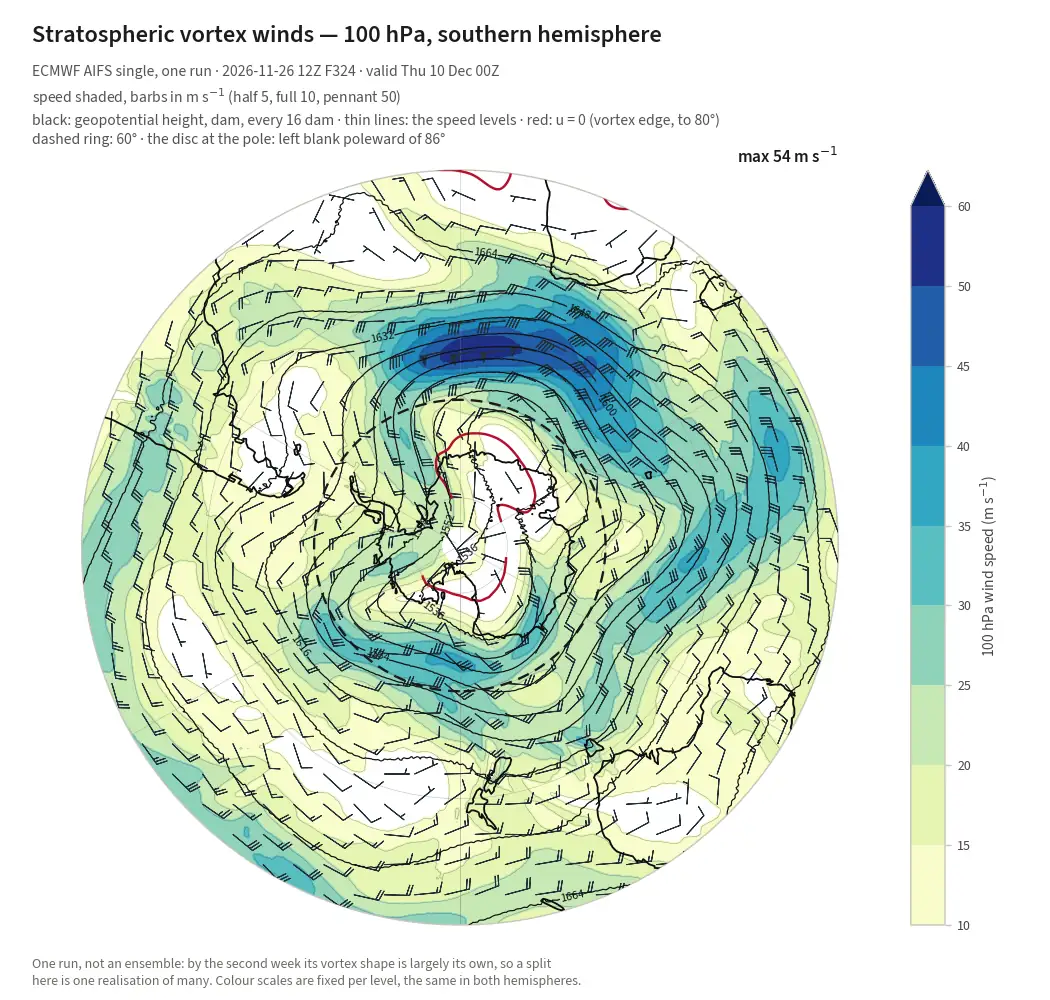 Stratospheric vortex winds — 100 hPa, southern hemisphere
ECMWF AIFS single, one run · 2026-11-26 12Z F324 · valid Thu 10 Dec 00Z
speed shaded, barbs in m s⁻¹ (half 5, full 10, pennant 50)
black: geopotential height, dam, every 16 dam · thin lines: the speed levels · red: u = 0 (vortex edge, to 80°)
dashed ring: 60° · the disc at the pole: left blank poleward of 86°
max 54 m s⁻¹
1664
1648
1632
1600
1536
1536
1616
1584
1664
60
50
45
40
35
30
25
20
15
10
100 hPa wind speed (m s⁻¹)
One run, not an ensemble: by the second week its vortex shape is largely its own, so a split
here is one realisation of many. Colour scales are fixed per level, the same in both hemispheres.